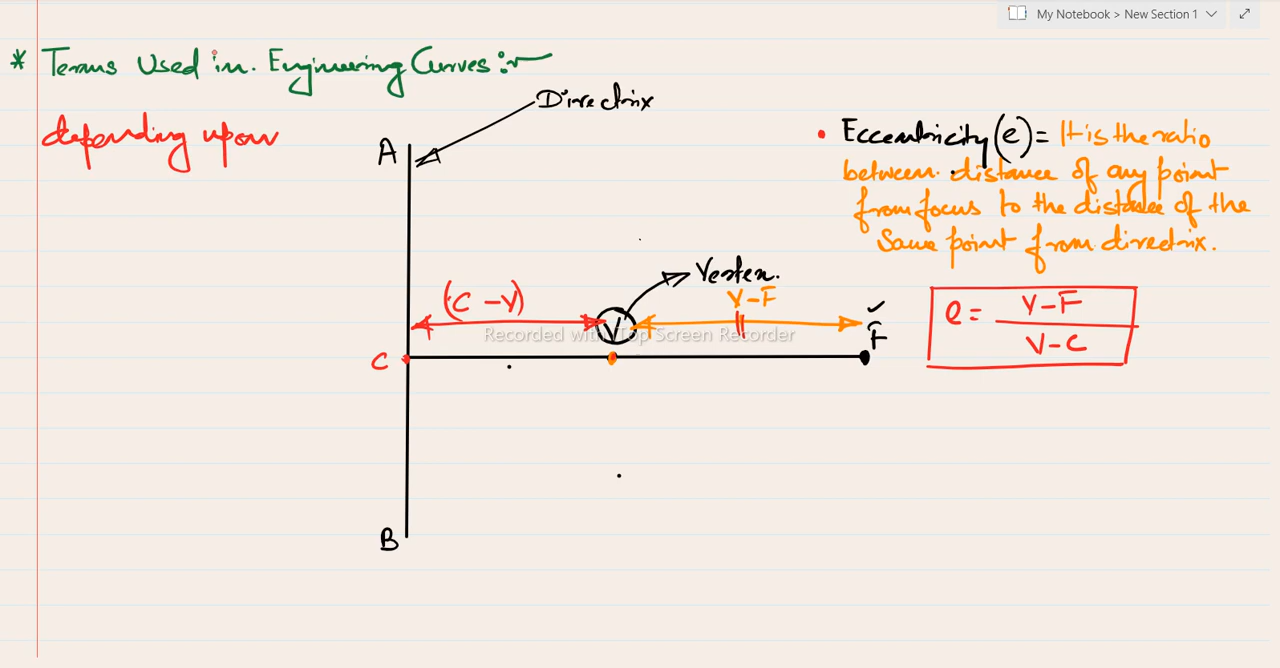 My Notebook > New Section 1
* Terms Used in. Engineering Curves :-
Directrix
depending upon
A
• Eccentricity (e) = It is the ratio
between distance of any point
from focus to the distance of the
Same point from directrix.
Vertex.
(C-V)
V-F
V
F
e = V-F
V-C
Recorded with iTop Screen Recorder
C
B